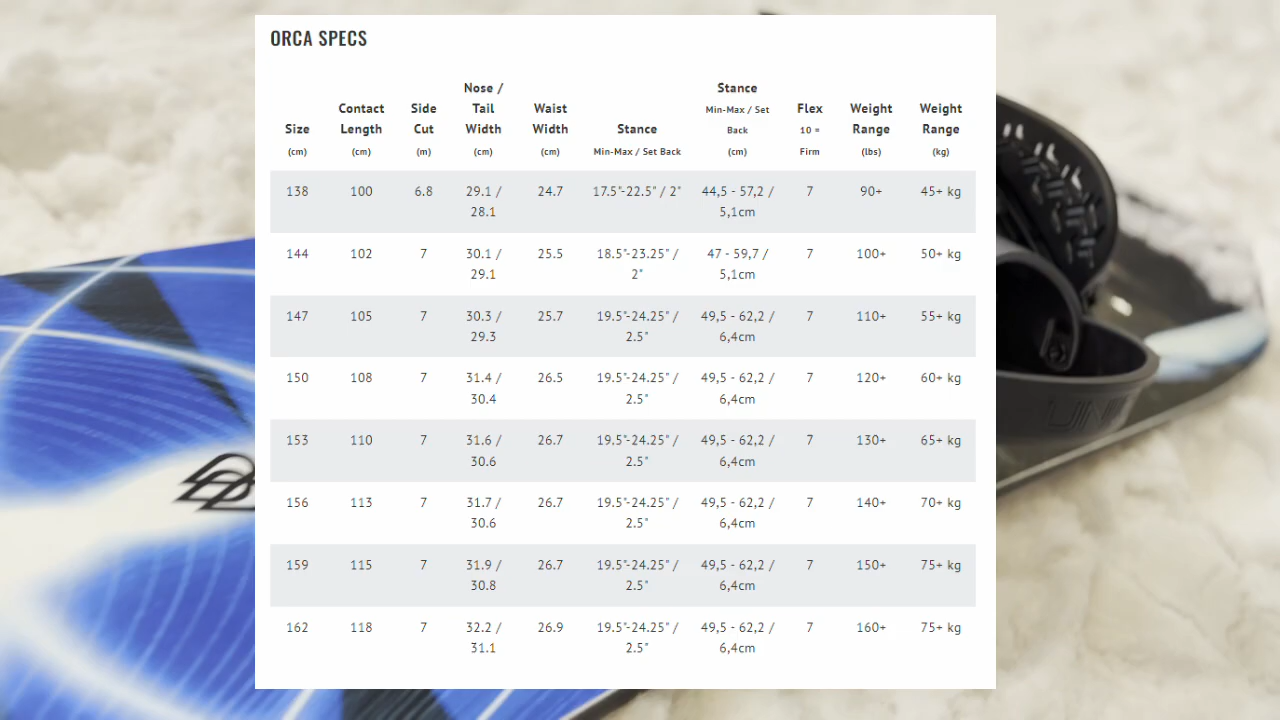 ORCA SPECS
Size (cm) Contact Length (cm) Side Cut (m) Nose / Tail Width (cm) Waist Width (cm) Stance Min-Max / Set Back Stance Min-Max / Set Back (cm) Flex 10 = Firm Weight Range (lbs) Weight Range (kg)
138 100 6.8 29.1 / 28.1 24.7 17.5"-22.5" / 2" 44,5 - 57,2 / 5,1cm 7 90+ 45+ kg
144 102 7 30.1 / 29.1 25.5 18.5"-23.25" / 2" 47 - 59,7 / 5,1cm 7 100+ 50+ kg
147 105 7 30.3 / 29.3 25.7 19.5"-24.25" / 2.5" 49,5 - 62,2 / 6,4cm 7 110+ 55+ kg
150 108 7 31.4 / 30.4 26.5 19.5"-24.25" / 2.5" 49,5 - 62,2 / 6,4cm 7 120+ 60+ kg
153 110 7 31.6 / 30.6 26.7 19.5"-24.25" / 2.5" 49,5 - 62,2 / 6,4cm 7 130+ 65+ kg
156 113 7 31.7 / 30.6 26.7 19.5"-24.25" / 2.5" 49,5 - 62,2 / 6,4cm 7 140+ 70+ kg
159 115 7 31.9 / 30.8 26.7 19.5"-24.25" / 2.5" 49,5 - 62,2 / 6,4cm 7 150+ 75+ kg
162 118 7 32.2 / 31.1 26.9 19.5"-24.25" / 2.5" 49,5 - 62,2 / 6,4cm 7 160+ 75+ kg